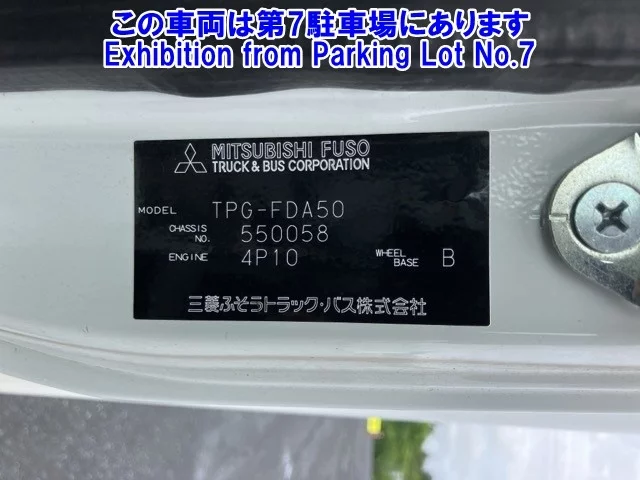 この車両は第7駐車場にあります
Exhibition from Parking Lot No.7
MITSUBISHI FUSO
TRUCK & BUS CORPORATION
MODEL TPG-FDA50
CHASSIS NO. 550058
ENGINE 4P10 WHEEL BASE B
三菱ふそうトラック・バス株式会社